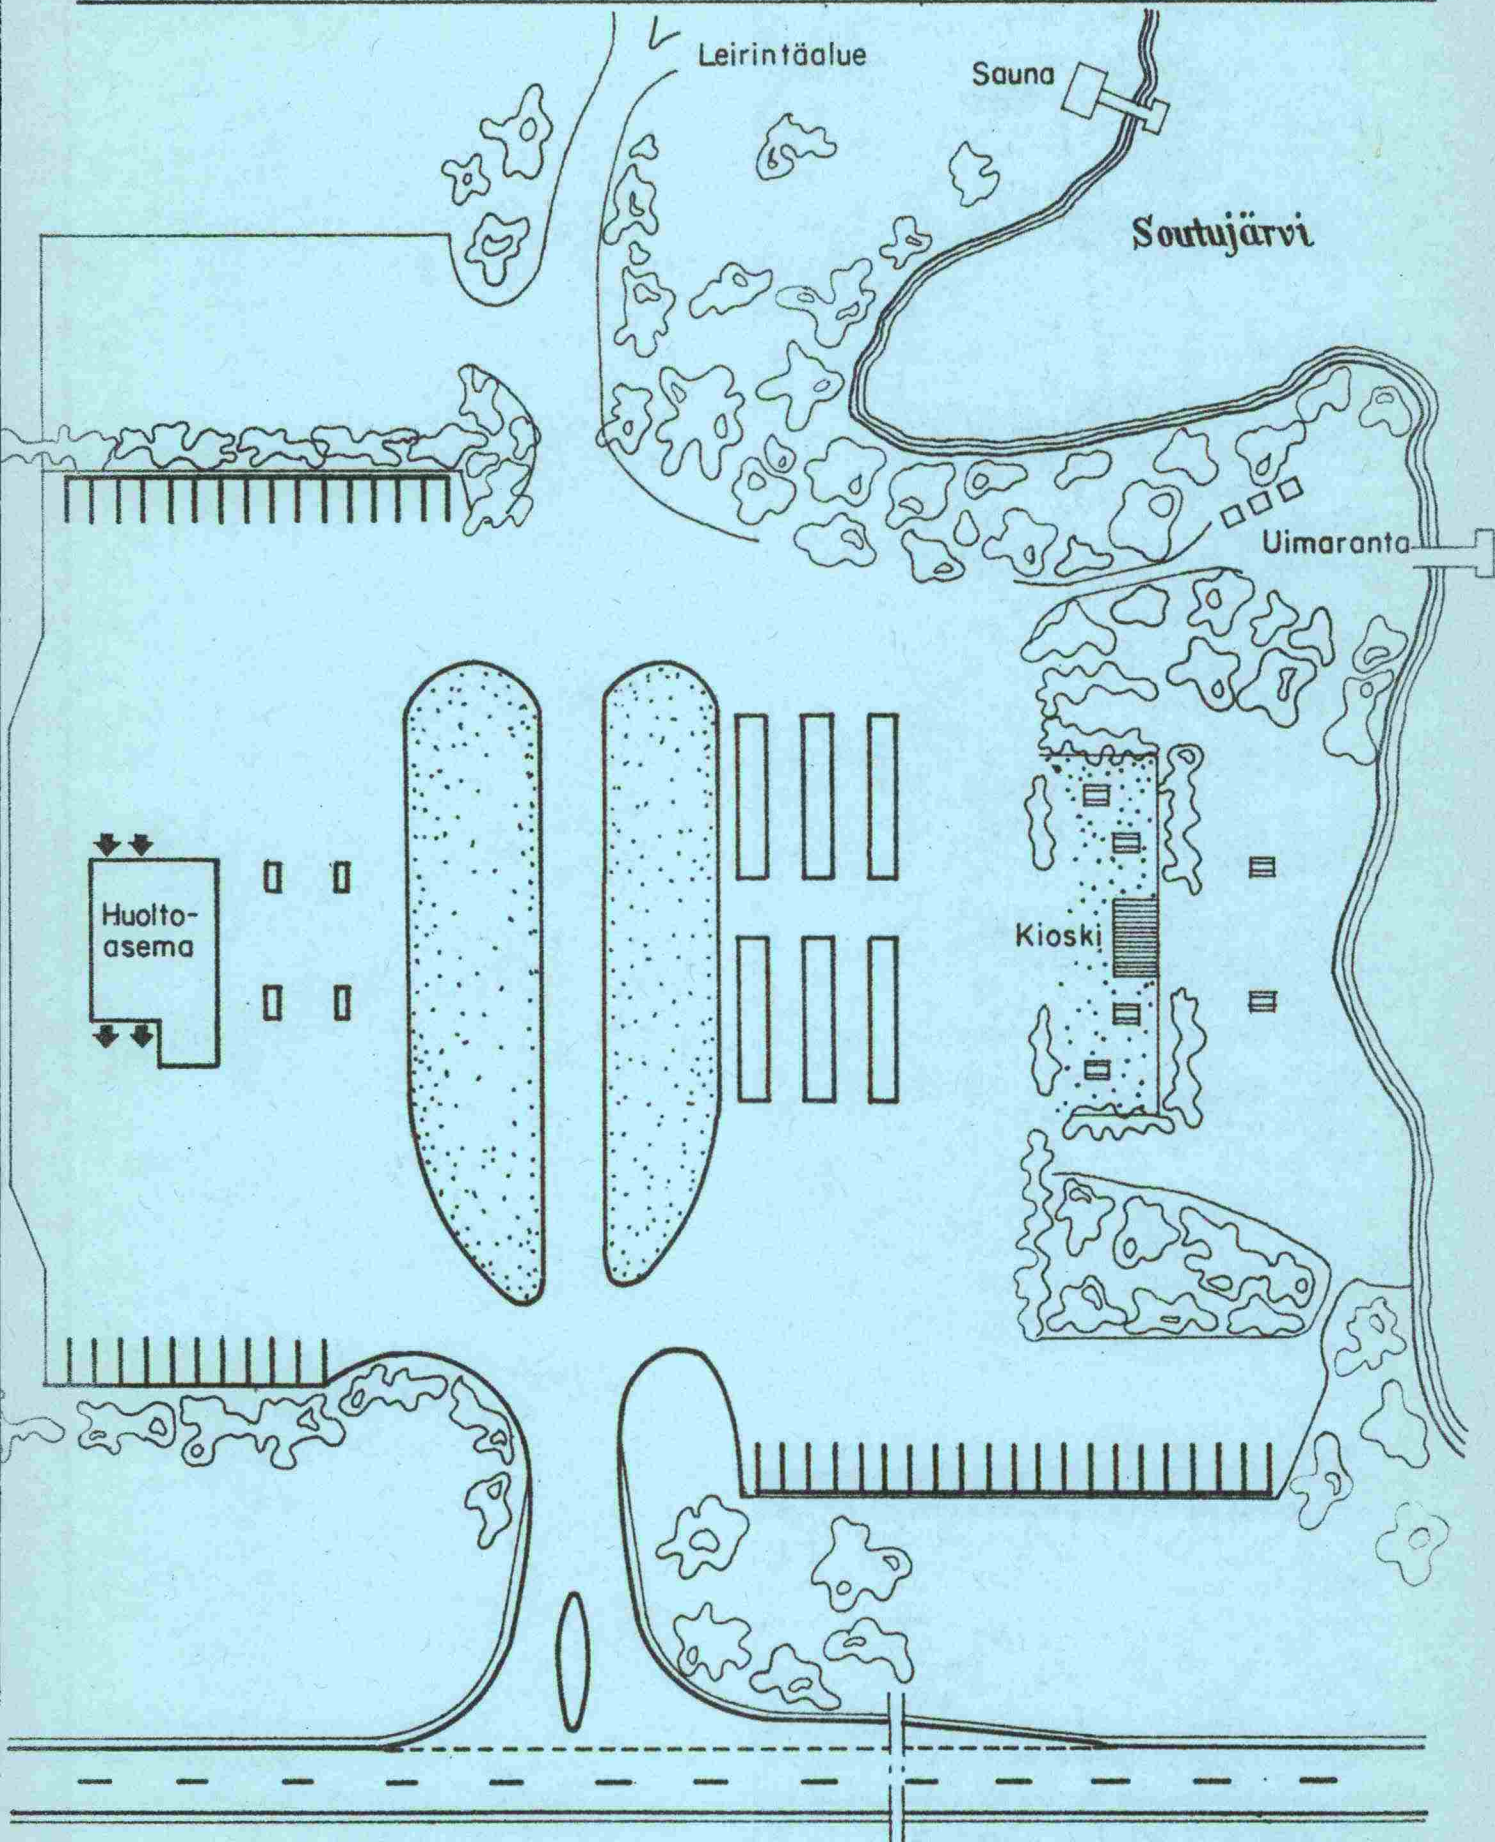 Leirintäalue
Sauna
Soutujärvi
Uimaranta
Huolto-
asema
Kioski